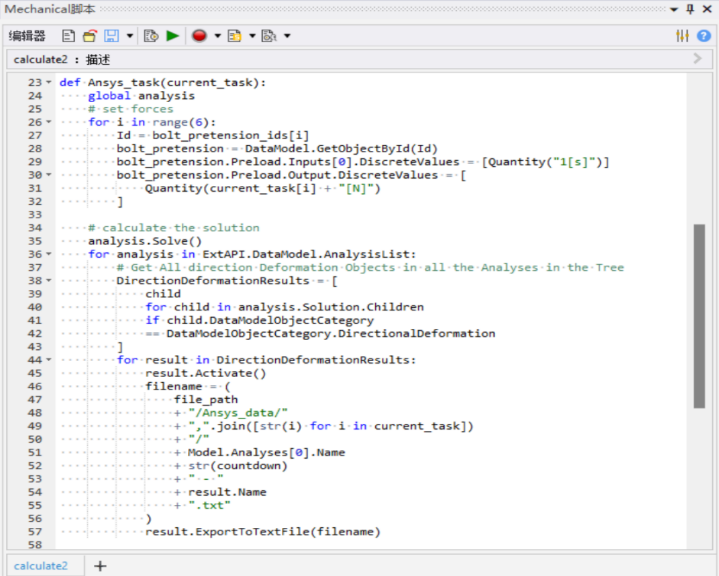 Mechanical脚本
编辑器
calculate2 : 描述
23 def Ansys_task(current_task):
24 global analysis
25 # set forces
26 for i in range(6):
27 Id = bolt_pretension_ids[i]
28 bolt_pretension = DataModel.GetObjectById(Id)
29 bolt_pretension.Preload.Inputs[0].DiscreteValues = [Quantity("1[s]")]
30 bolt_pretension.Preload.Output.DiscreteValues = [
31 Quantity(current_task[i] + "[N]")
32 ]
33
34 # calculate the solution
35 analysis.Solve()
36 for analysis in ExtAPI.DataModel.AnalysisList:
37 # Get All direction Deformation Objects in all the Analyses in the Tree
38 DirectionDeformationResults = [
39 child
40 for child in analysis.Solution.Children
41 if child.DataModelObjectCategory
42 == DataModelObjectCategory.DirectionalDeformation
43 ]
44 for result in DirectionDeformationResults:
45 result.Activate()
46 filename = (
47 file_path
48 + "/Ansys_data/"
49 + ",".join([str(i) for i in current_task])
50 + "/"
51 + Model.Analyses[0].Name
52 + str(countdown)
53 + " - "
54 + result.Name
55 + ".txt"
56 )
57 result.ExportToTextFile(filename)
58
calculate2 +